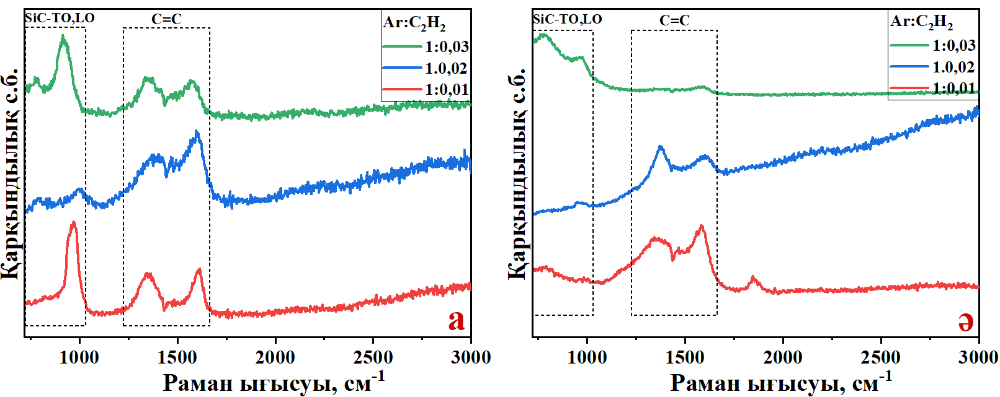 SiC-TO,LO
C=C
Ar:C₂H₂
1:0,03
1.0,02
1:0,01
Қарқындылық с.б.
а
1000 1500 2000 2500 3000
Раман ығысуы, см⁻¹
SiC-TO,LO
C=C
Ar:C₂H₂
1:0,03
1.0,02
1:0,01
Қарқындылық с.б.
ә
1000 1500 2000 2500 3000
Раман ығысуы, см⁻¹